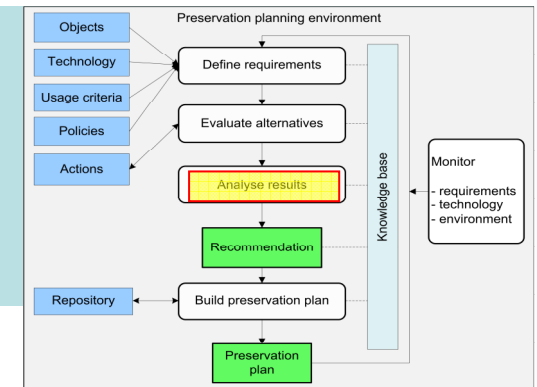 Preservation planning environment
Objects
Technology
Usage criteria
Policies
Actions
Define requirements
Evaluate alternatives
Analyse results
Recommendation
Repository
Build preservation plan
Preservation
plan
Knowledge base
Monitor
- requirements
- technology
- environment